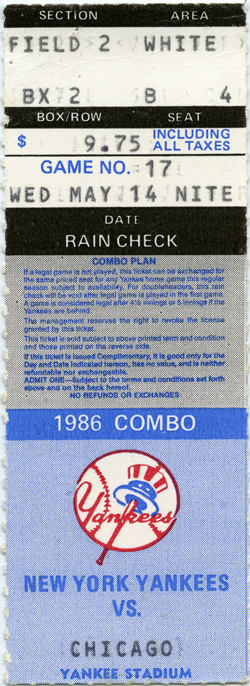 SECTION AREA
FIELD 2 WHITE
BX 2 B 4
BOX/ROW SEAT
$ 9.75 INCLUDING ALL TAXES
GAME NO. 17
WED MAY 14 NITE
DATE
RAIN CHECK
COMBO PLAN
If a legal game is not played, this ticket can be exchanged for
the same priced seat for any Yankee home game this regular
season subject to availability. For doubleheaders, this rain
check will be void after legal game is played in the first game.
A game is considered legal after 4½ innings or 5 innings if the
Yankees are behind.
The management reserves the right to revoke the license
granted by this ticket.
This ticket is sold subject to above printed term and condition
and those printed on the reverse side.
If this ticket is issued Complimentary, it is good only for the
Day and Date indicated hereon, has no value, and is neither
refundable nor exchangeable.
ADMIT ONE—Subject to the terms and conditions set forth
above and on the back hereof.
NO REFUNDS OR EXCHANGES
1986 COMBO
Yankees
NEW YORK YANKEES
VS.
CHICAGO
YANKEE STADIUM